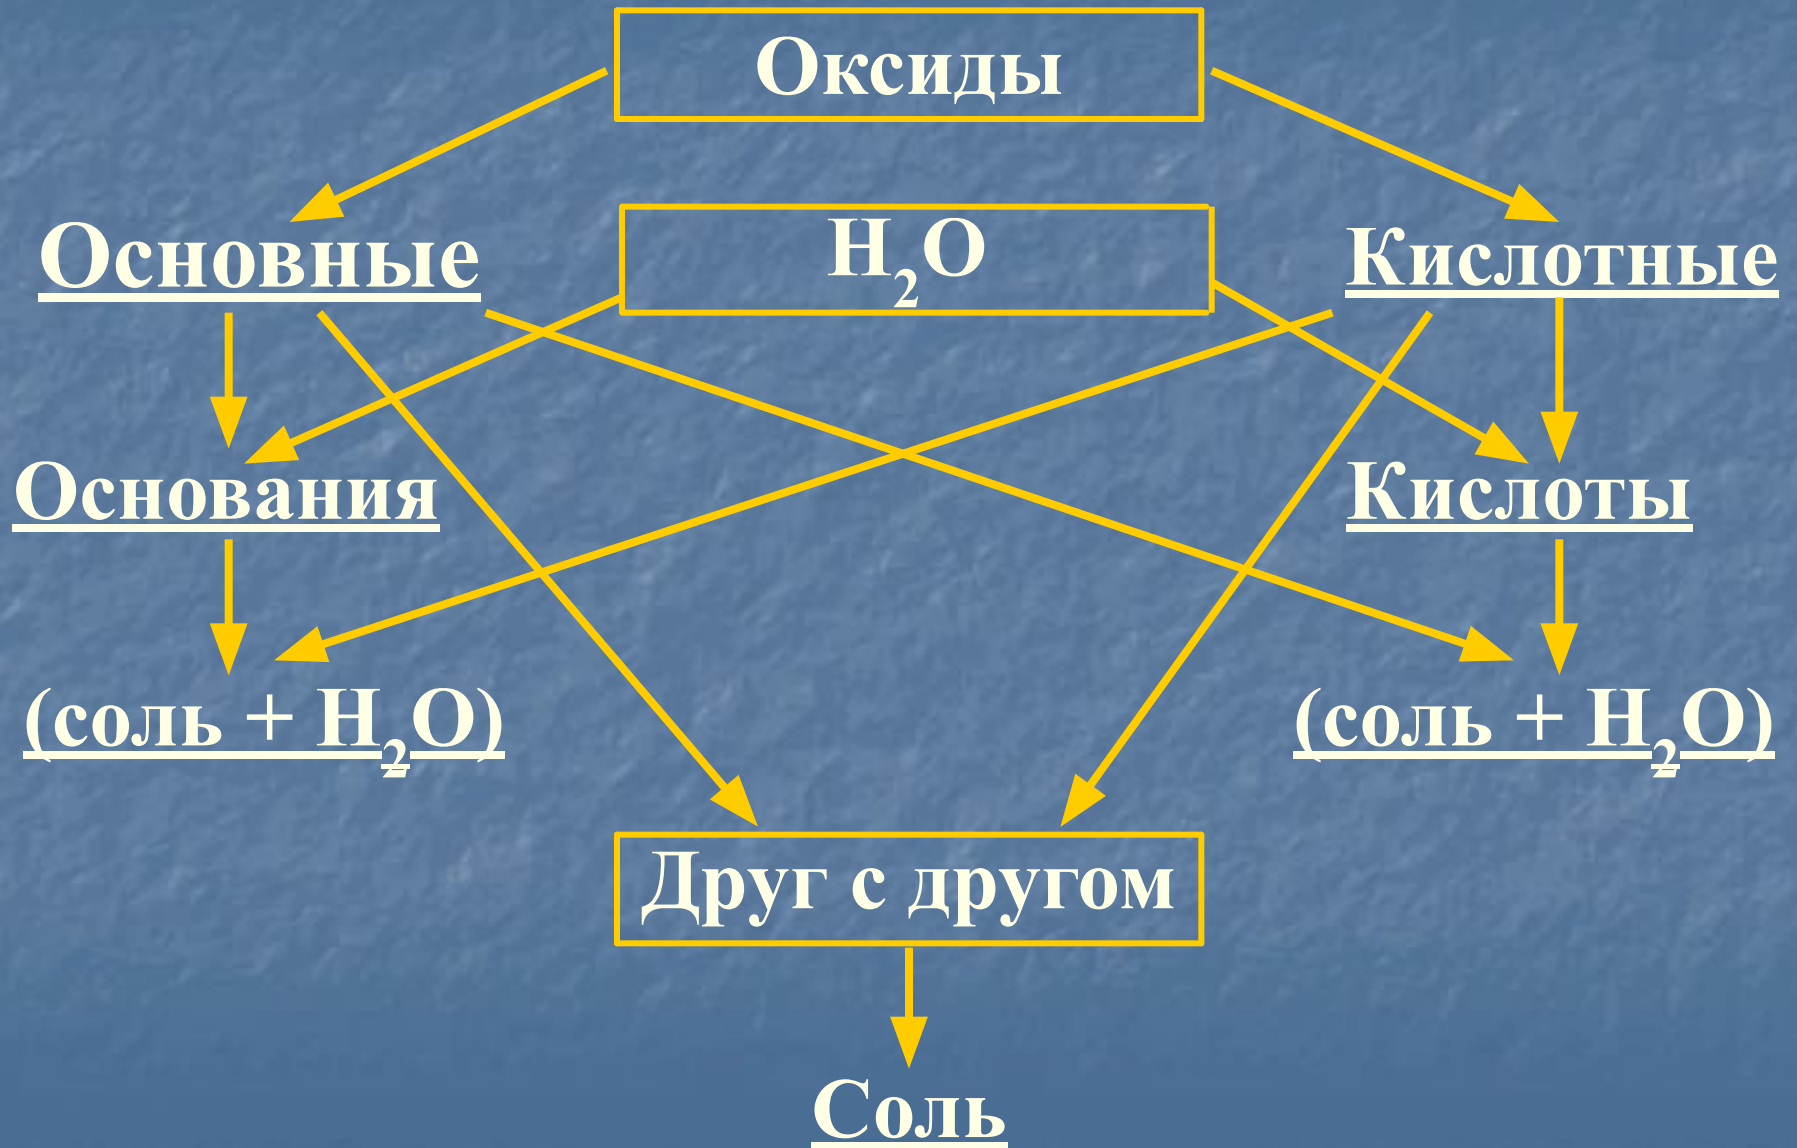 Оксиды
Основные
H₂O
Кислотные
Основания
Кислоты
(соль + H₂O)
(соль + H₂O)
Друг с другом
Соль